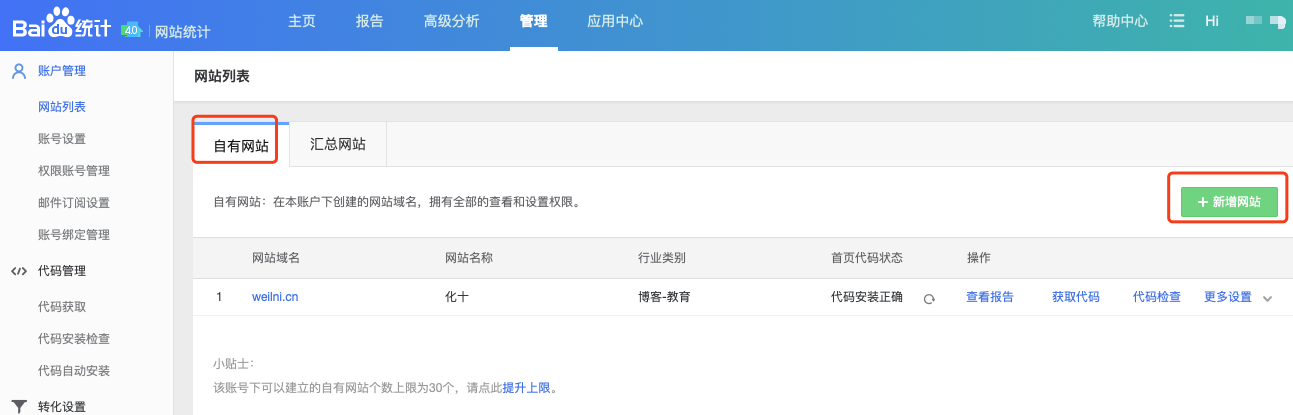 Baidu统计 4.0 | 网站统计 主页 报告 高级分析 管理 应用中心 帮助中心 Hi
账户管理
网站列表
账号设置
权限账号管理
邮件订阅设置
账号绑定管理
代码管理
代码获取
代码安装检查
代码自动安装
转化设置
网站列表
自有网站 汇总网站
自有网站：在本账户下创建的网站域名，拥有全部的查看和设置权限。 + 新增网站
网站域名 网站名称 行业类别 首页代码状态 操作
1 weilni.cn 化十 博客-教育 代码安装正确 查看报告 获取代码 代码检查 更多设置
小贴士：
该账号下可以建立的自有网站个数上限为30个，请点此提升上限。